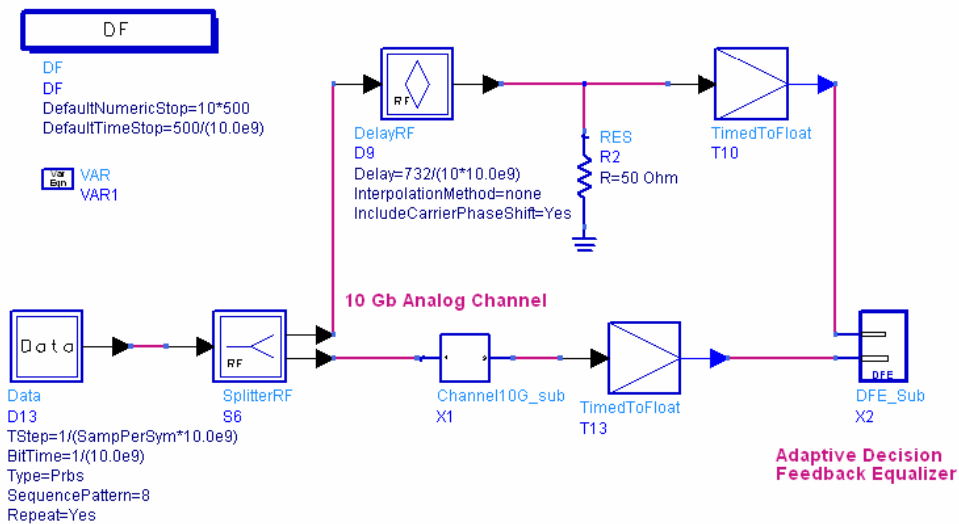 DF
DF
DF
DefaultNumericStop=10*500
DefaultTimeStop=500/(10.0e9)
Var
Eqn
VAR
VAR1
RF
DelayRF
D9
Delay=732/(10*10.0e9)
InterpolationMethod=none
IncludeCarrierPhaseShift=Yes
RES
R2
R=50 Ohm
TimedToFloat
T10
10 Gb Analog Channel
Data
Data
D13
TStep=1/(SampPerSym*10.0e9)
BitTime=1/(10.0e9)
Type=Prbs
SequencePattern=8
Repeat=Yes
RF
SplitterRF
S6
Channel10G_sub
X1
TimedToFloat
T13
DFE
DFE_Sub
X2
Adaptive Decision
Feedback Equalizer